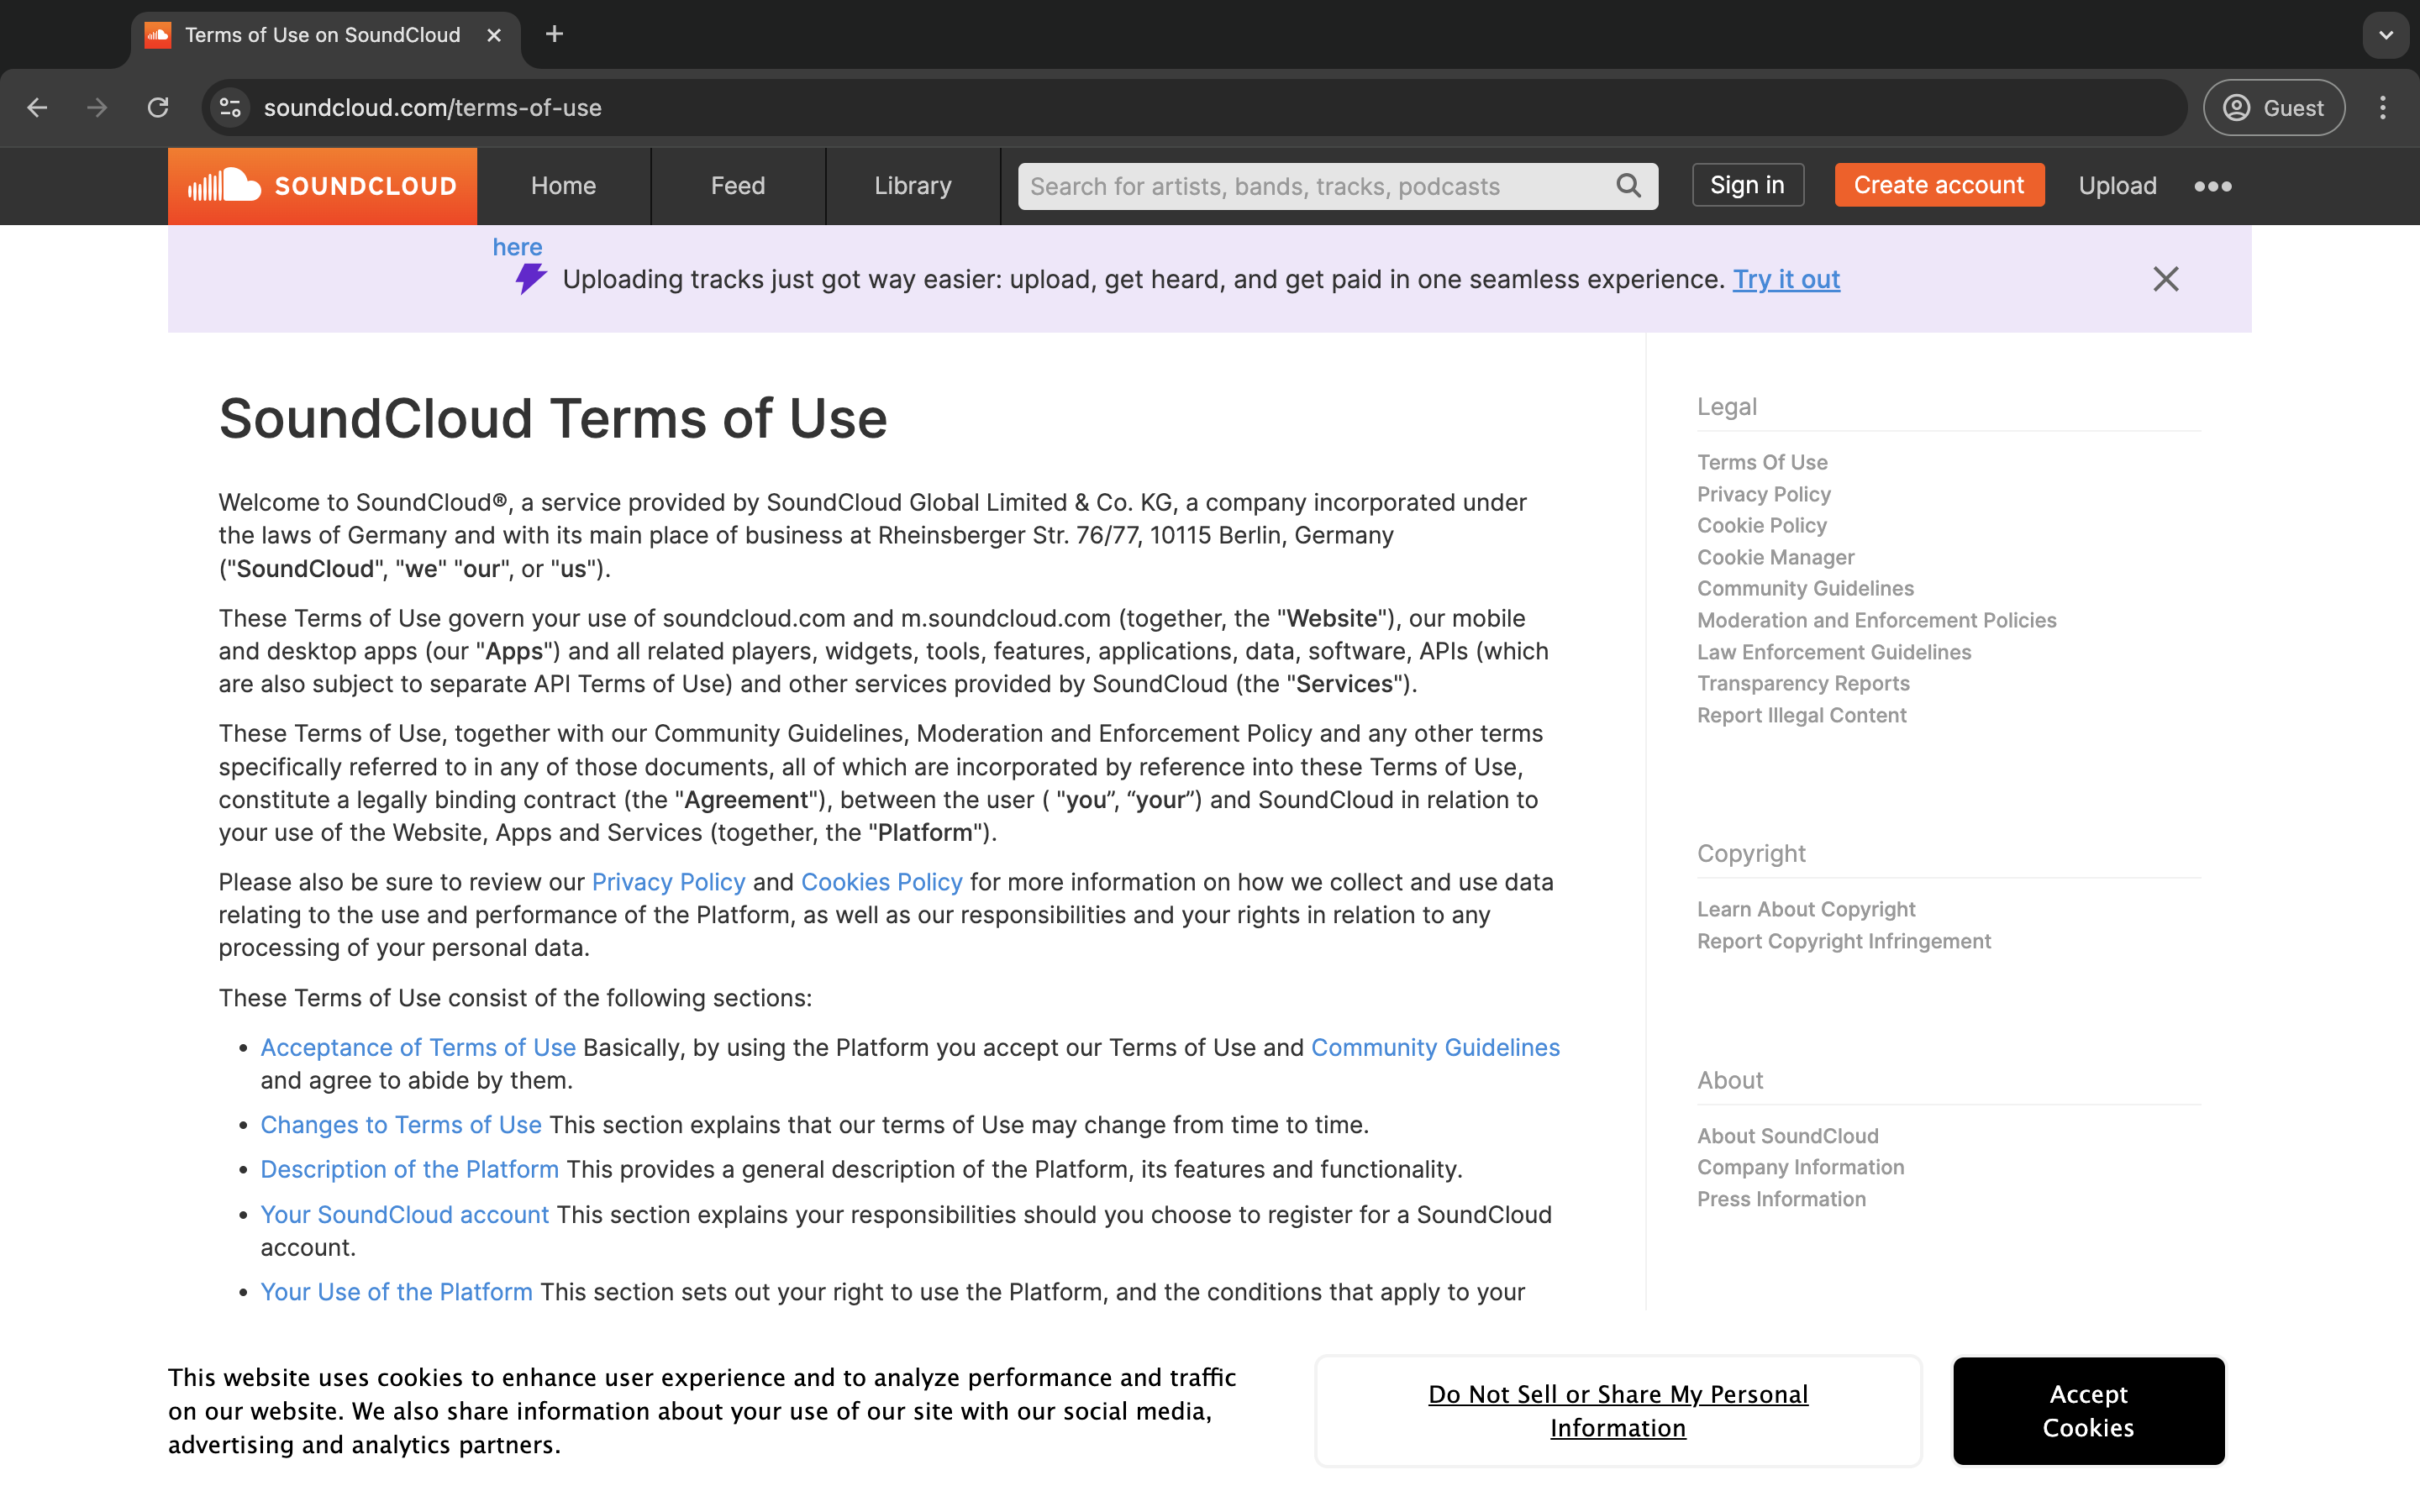 Terms of Use on SoundCloud
soundcloud.com/terms-of-use
Guest
SOUNDCLOUD
Home
Feed
Library
Search for artists, bands, tracks, podcasts
Sign in
Create account
Upload
here
Uploading tracks just got way easier: upload, get heard, and get paid in one seamless experience. Try it out
SoundCloud Terms of Use
Welcome to SoundCloud®, a service provided by SoundCloud Global Limited & Co. KG, a company incorporated under
the laws of Germany and with its main place of business at Rheinsberger Str. 76/77, 10115 Berlin, Germany
("SoundCloud", "we" "our", or "us").
These Terms of Use govern your use of soundcloud.com and m.soundcloud.com (together, the "Website"), our mobile
and desktop apps (our "Apps") and all related players, widgets, tools, features, applications, data, software, APIs (which
are also subject to separate API Terms of Use) and other services provided by SoundCloud (the "Services").
These Terms of Use, together with our Community Guidelines, Moderation and Enforcement Policy and any other terms
specifically referred to in any of those documents, all of which are incorporated by reference into these Terms of Use,
constitute a legally binding contract (the "Agreement"), between the user ( "you”, “your”) and SoundCloud in relation to
your use of the Website, Apps and Services (together, the "Platform").
Please also be sure to review our Privacy Policy and Cookies Policy for more information on how we collect and use data
relating to the use and performance of the Platform, as well as our responsibilities and your rights in relation to any
processing of your personal data.
These Terms of Use consist of the following sections:
• Acceptance of Terms of Use Basically, by using the Platform you accept our Terms of Use and Community Guidelines
and agree to abide by them.
• Changes to Terms of Use This section explains that our terms of Use may change from time to time.
• Description of the Platform This provides a general description of the Platform, its features and functionality.
• Your SoundCloud account This section explains your responsibilities should you choose to register for a SoundCloud
account.
• Your Use of the Platform This section sets out your right to use the Platform, and the conditions that apply to your
Legal
Terms Of Use
Privacy Policy
Cookie Policy
Cookie Manager
Community Guidelines
Moderation and Enforcement Policies
Law Enforcement Guidelines
Transparency Reports
Report Illegal Content
Copyright
Learn About Copyright
Report Copyright Infringement
About
About SoundCloud
Company Information
Press Information
This website uses cookies to enhance user experience and to analyze performance and traffic
on our website. We also share information about your use of our site with our social media,
advertising and analytics partners.
Do Not Sell or Share My Personal
Information
Accept
Cookies